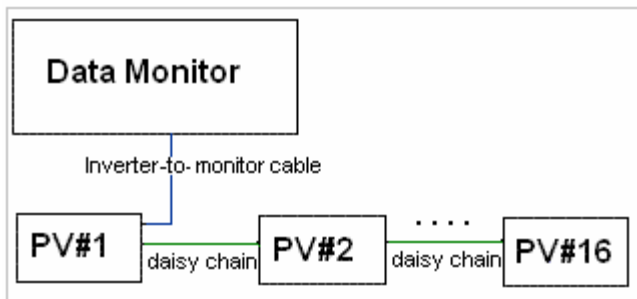 Data Monitor
Inverter-to- monitor cable
....
PV#1
daisy chain
PV#2
daisy chain
PV#16